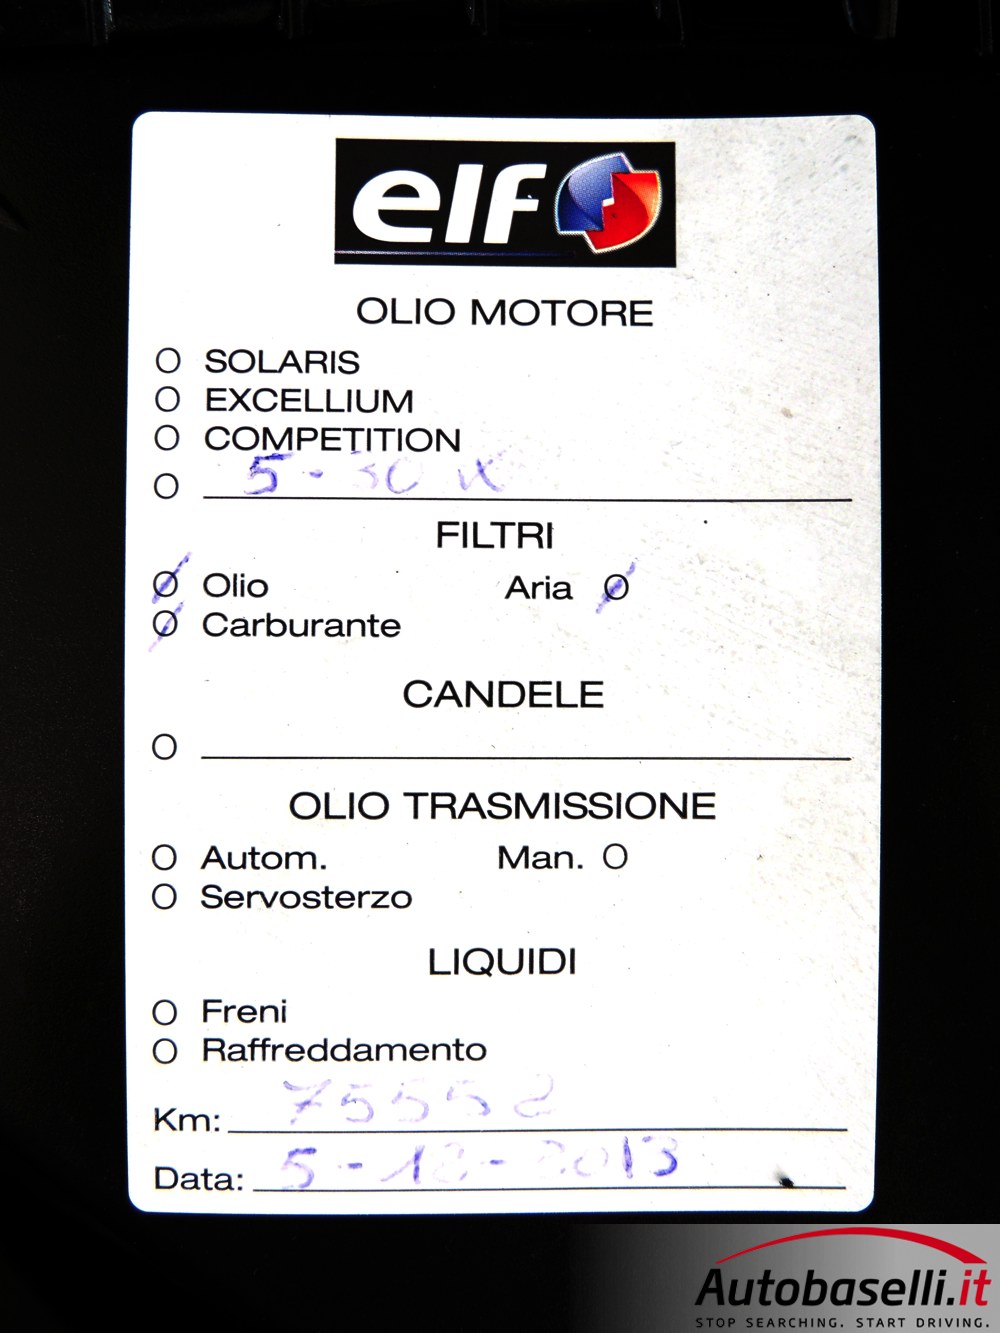 elf
OLIO MOTORE
O SOLARIS
O EXCELLIUM
O COMPETITION
O 5-30 W
FILTRI
O Olio Aria O
O Carburante
CANDELE
O
OLIO TRASMISSIONE
O Autom. Man. O
O Servosterzo
LIQUIDI
O Freni
O Raffreddamento
Km: 75552
Data: 5-12-2013
Autobaselli.it
STOP SEARCHING. START DRIVING.